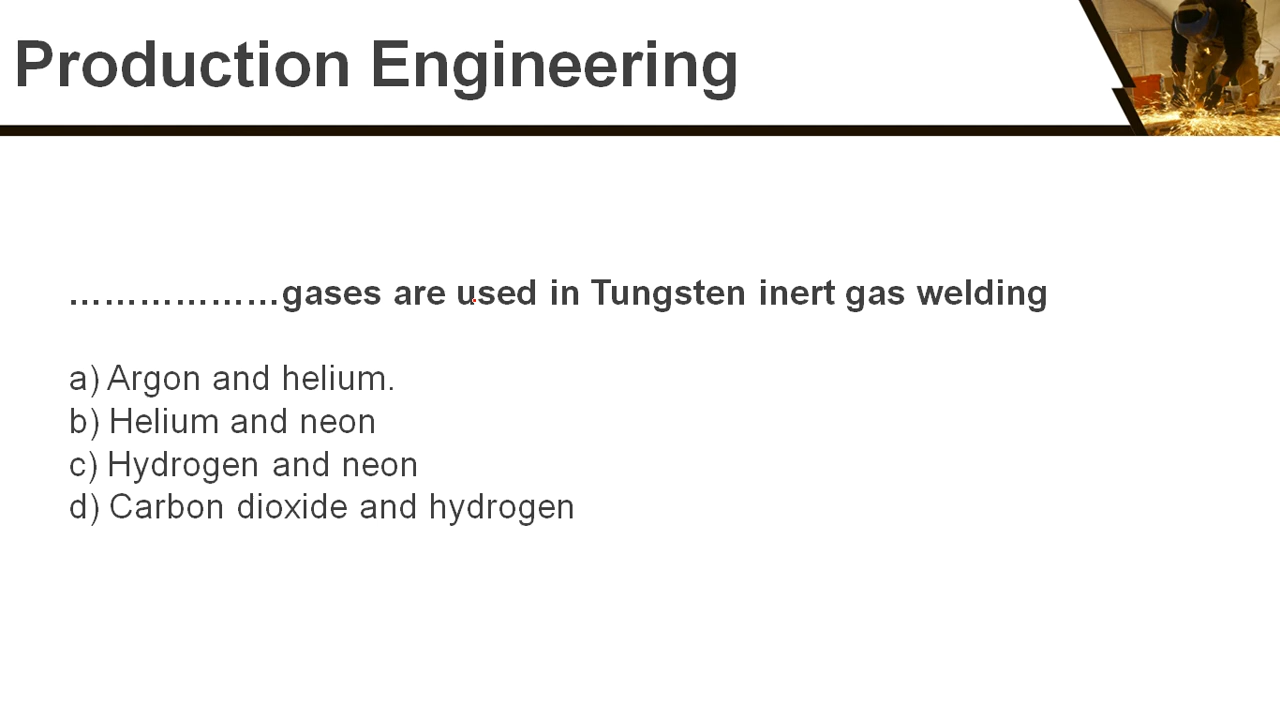 Production Engineering
………………gases are used in Tungsten inert gas welding
a) Argon and helium.
b) Helium and neon
c) Hydrogen and neon
d) Carbon dioxide and hydrogen